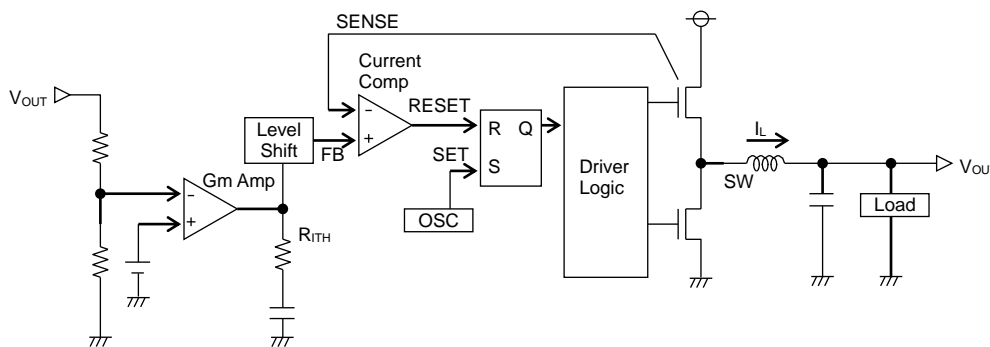 SENSE
Current
Comp
VOUT
RESET
Level
Shift
FB
SET
R Q
S
Driver
Logic
IL
SW
VOU
Gm Amp
OSC
Load
RITH
- +
- +